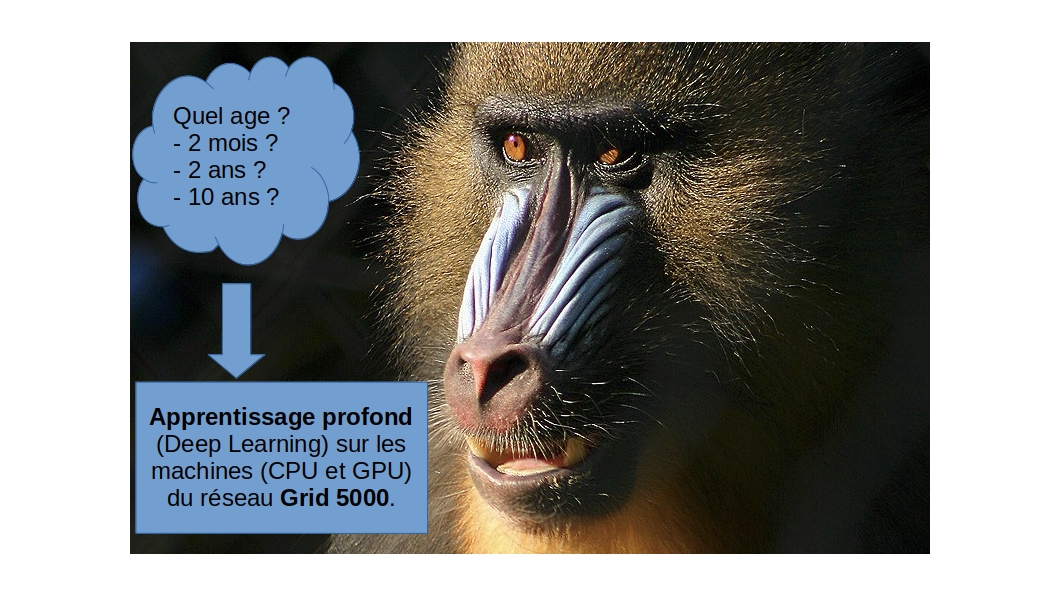 Quel age ?
- 2 mois ?
- 2 ans ?
- 10 ans ?
Apprentissage profond
(Deep Learning) sur les
machines (CPU et GPU)
du réseau Grid 5000.